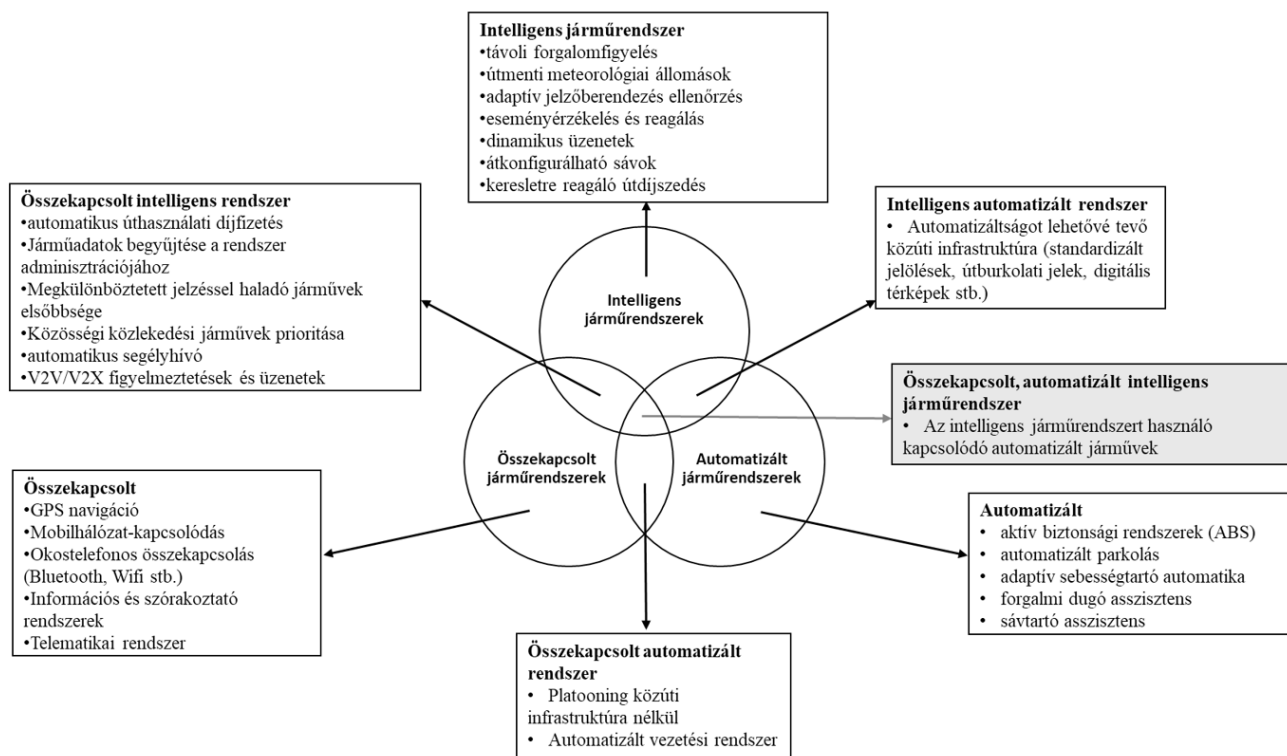 Intelligens járműrendszer
•távoli forgalomfigyelés
•útmenti meteorológiai állomások
•adaptív jelzőberendezés ellenőrzés
•eseményérzékelés és reagálás
•dinamikus üzenetek
•átkonfigurálható sávok
•keresletre reagáló útdíjszedés
Összekapcsolt intelligens rendszer
•automatikus úthasználati díjfizetés
•Járműadatok begyűjtése a rendszer
adminisztrációjához
•Megkülönböztetett jelzéssel haladó járművek
elsőbbsége
•Közösségi közlekedési járművek prioritása
•automatikus segélyhívó
•V2V/V2X figyelmeztetések és üzenetek
Intelligens automatizált rendszer
• Automatizáltságot lehetővé tevő
közúti infrastruktúra (standardizált
jelölések, útburkolati jelek, digitális
térképek stb.)
Intelligens
járműrendszerek
Összekapcsolt, automatizált intelligens
járműrendszer
• Az intelligens járműrendszert használó
kapcsolódó automatizált járművek
Összekapcsolt
járműrendszerek
Automatizált
járműrendszerek
Összekapcsolt
•GPS navigáció
•Mobilhálózat-kapcsolódás
•Okostelefonos összekapcsolás
(Bluetooth, Wifi stb.)
•Információs és szórakoztató
rendszerek
•Telematikai rendszer
Automatizált
• aktív biztonsági rendszerek (ABS)
• automatizált parkolás
• adaptív sebességtartó automatika
• forgalmi dugó asszisztens
• sávtartó asszisztens
Összekapcsolt automatizált
rendszer
• Platooning közúti
infrastruktúra nélkül
• Automatizált vezetési rendszer